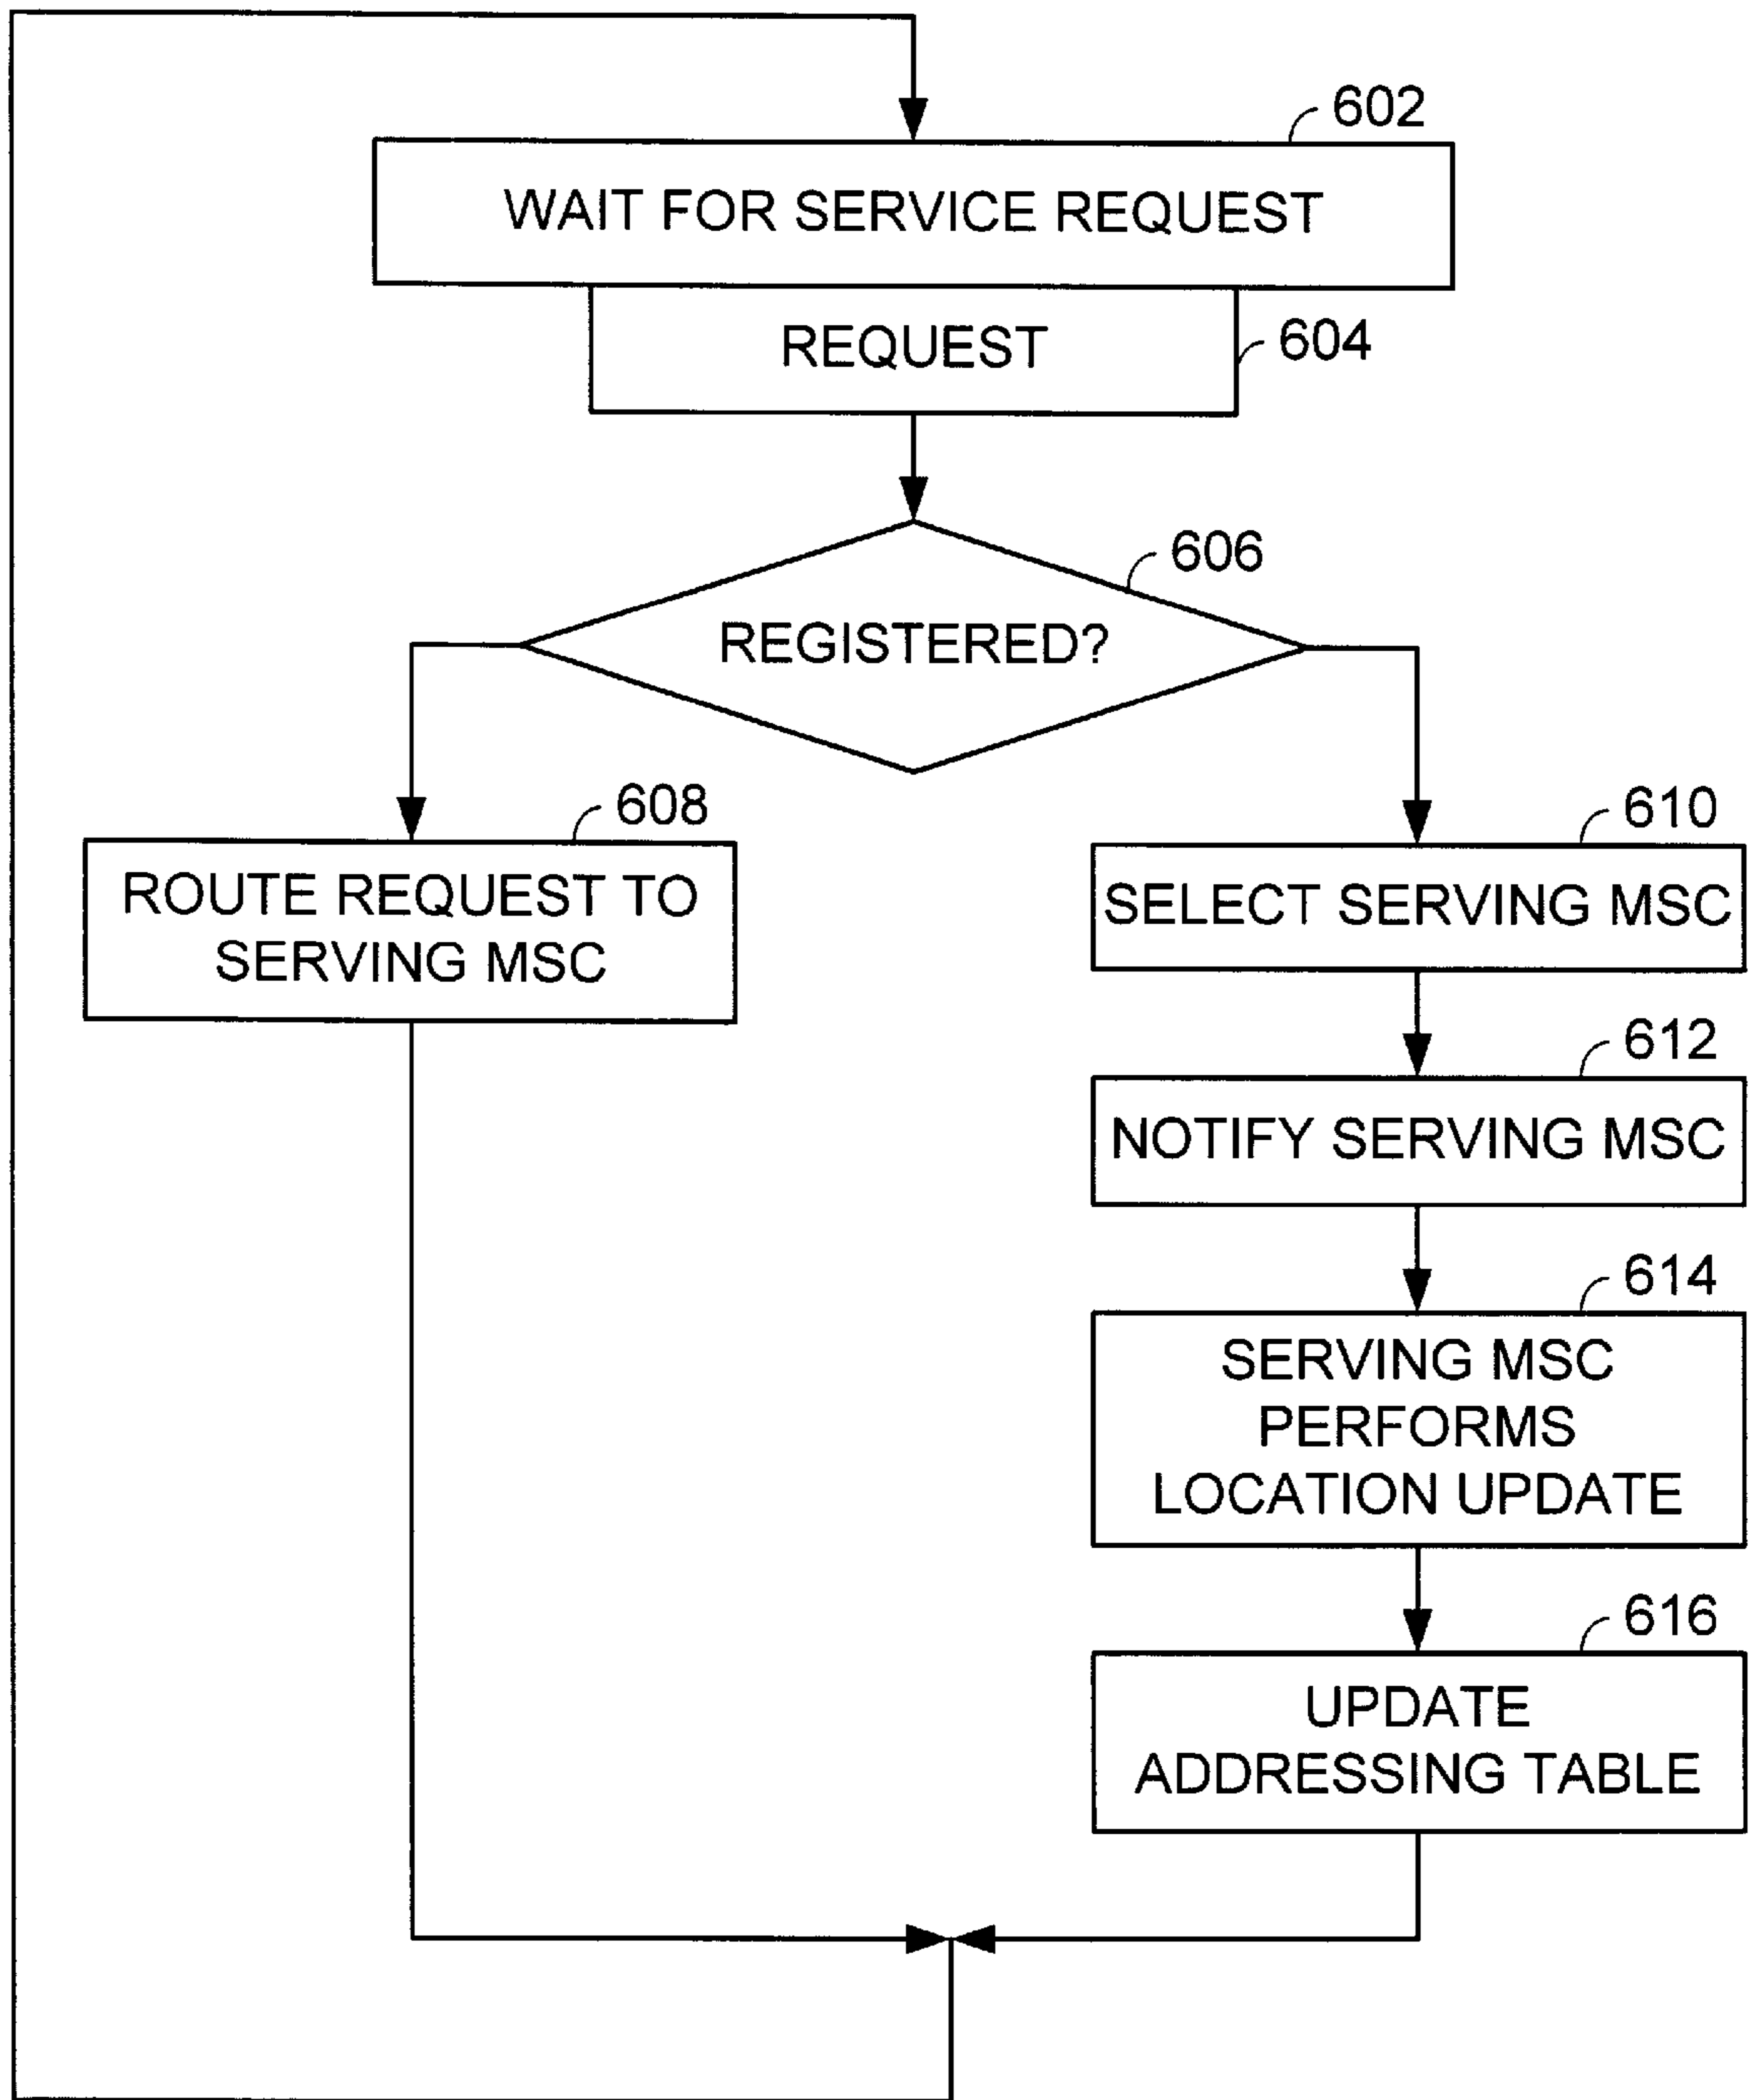 602
WAIT FOR SERVICE REQUEST
REQUEST
604
606
REGISTERED?
608
ROUTE REQUEST TO
SERVING MSC
610
SELECT SERVING MSC
612
NOTIFY SERVING MSC
614
SERVING MSC
PERFORMS
LOCATION UPDATE
616
UPDATE
ADDRESSING TABLE